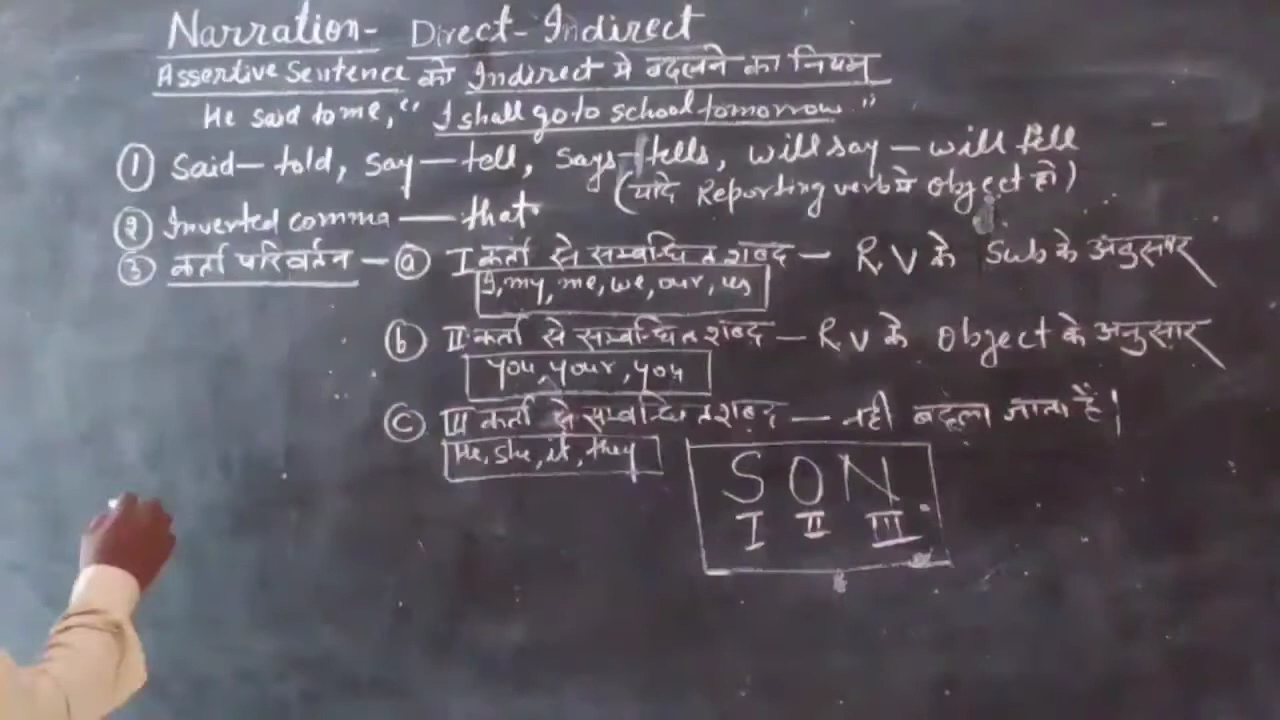 Narration- Direct-Indirect
Assertive Sentence को Indirect मे बदलने का नियम
He said to me, " I shall go to school tomorrow "
① Said— told, say — tell, says—tells, will say — will tell
(यदि Reporting verb मे object हो)
② Inverted comma — that.
③ कर्ता परिवर्तन — ⓐ I कर्ता से सम्बन्धित शब्द — R.V के Sub के अनुसार
I, my, me, we, our, us
ⓑ II कर्ता से सम्बन्धित शब्द — R.V के Object के अनुसार
you, your, you
ⓒ III कर्ता से सम्बन्धित शब्द — नही बदला जाता है।
He, she, it, they
S O N
I II III